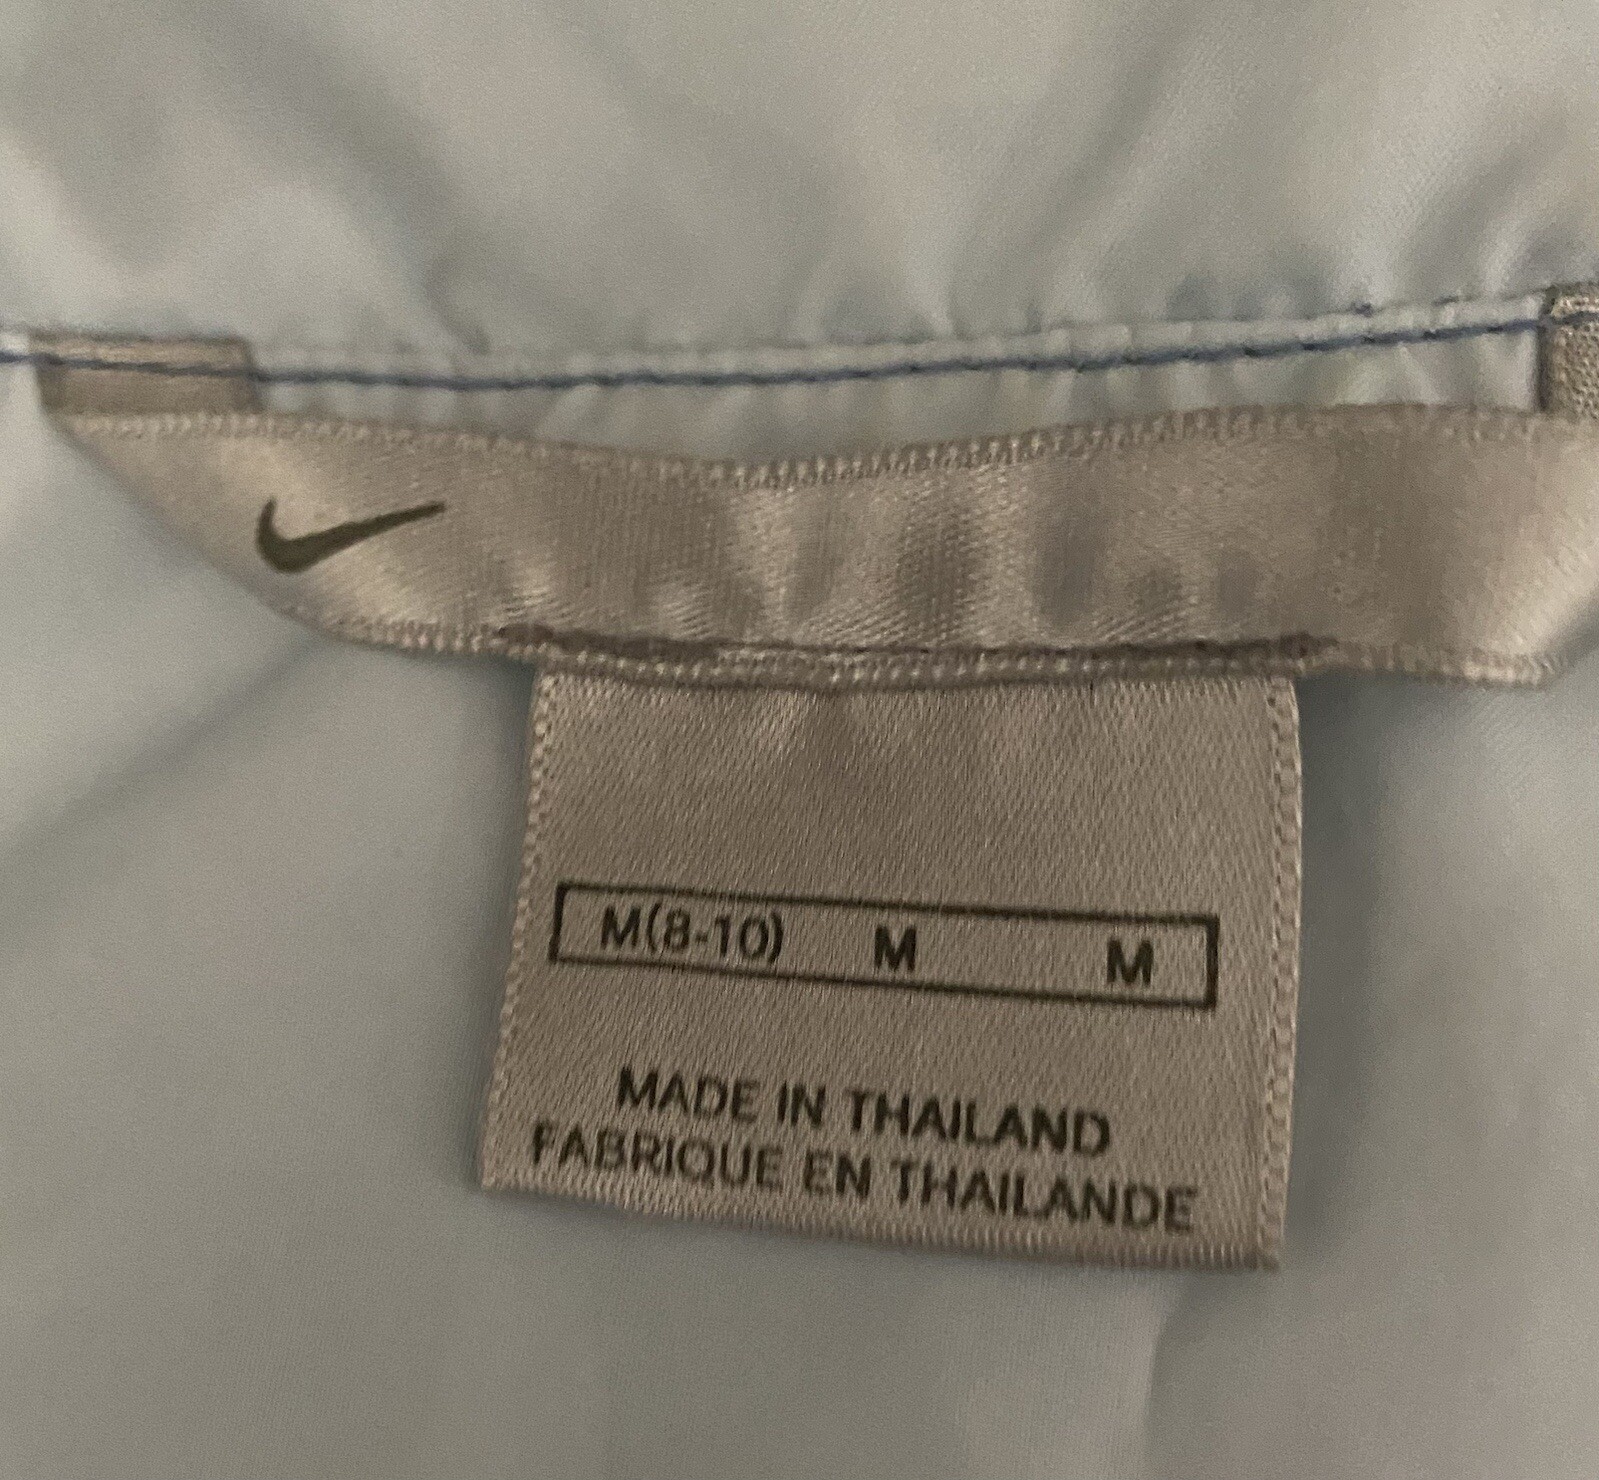 M(8-10) M M
MADE IN THAILAND
FABRIQUE EN THAILANDE